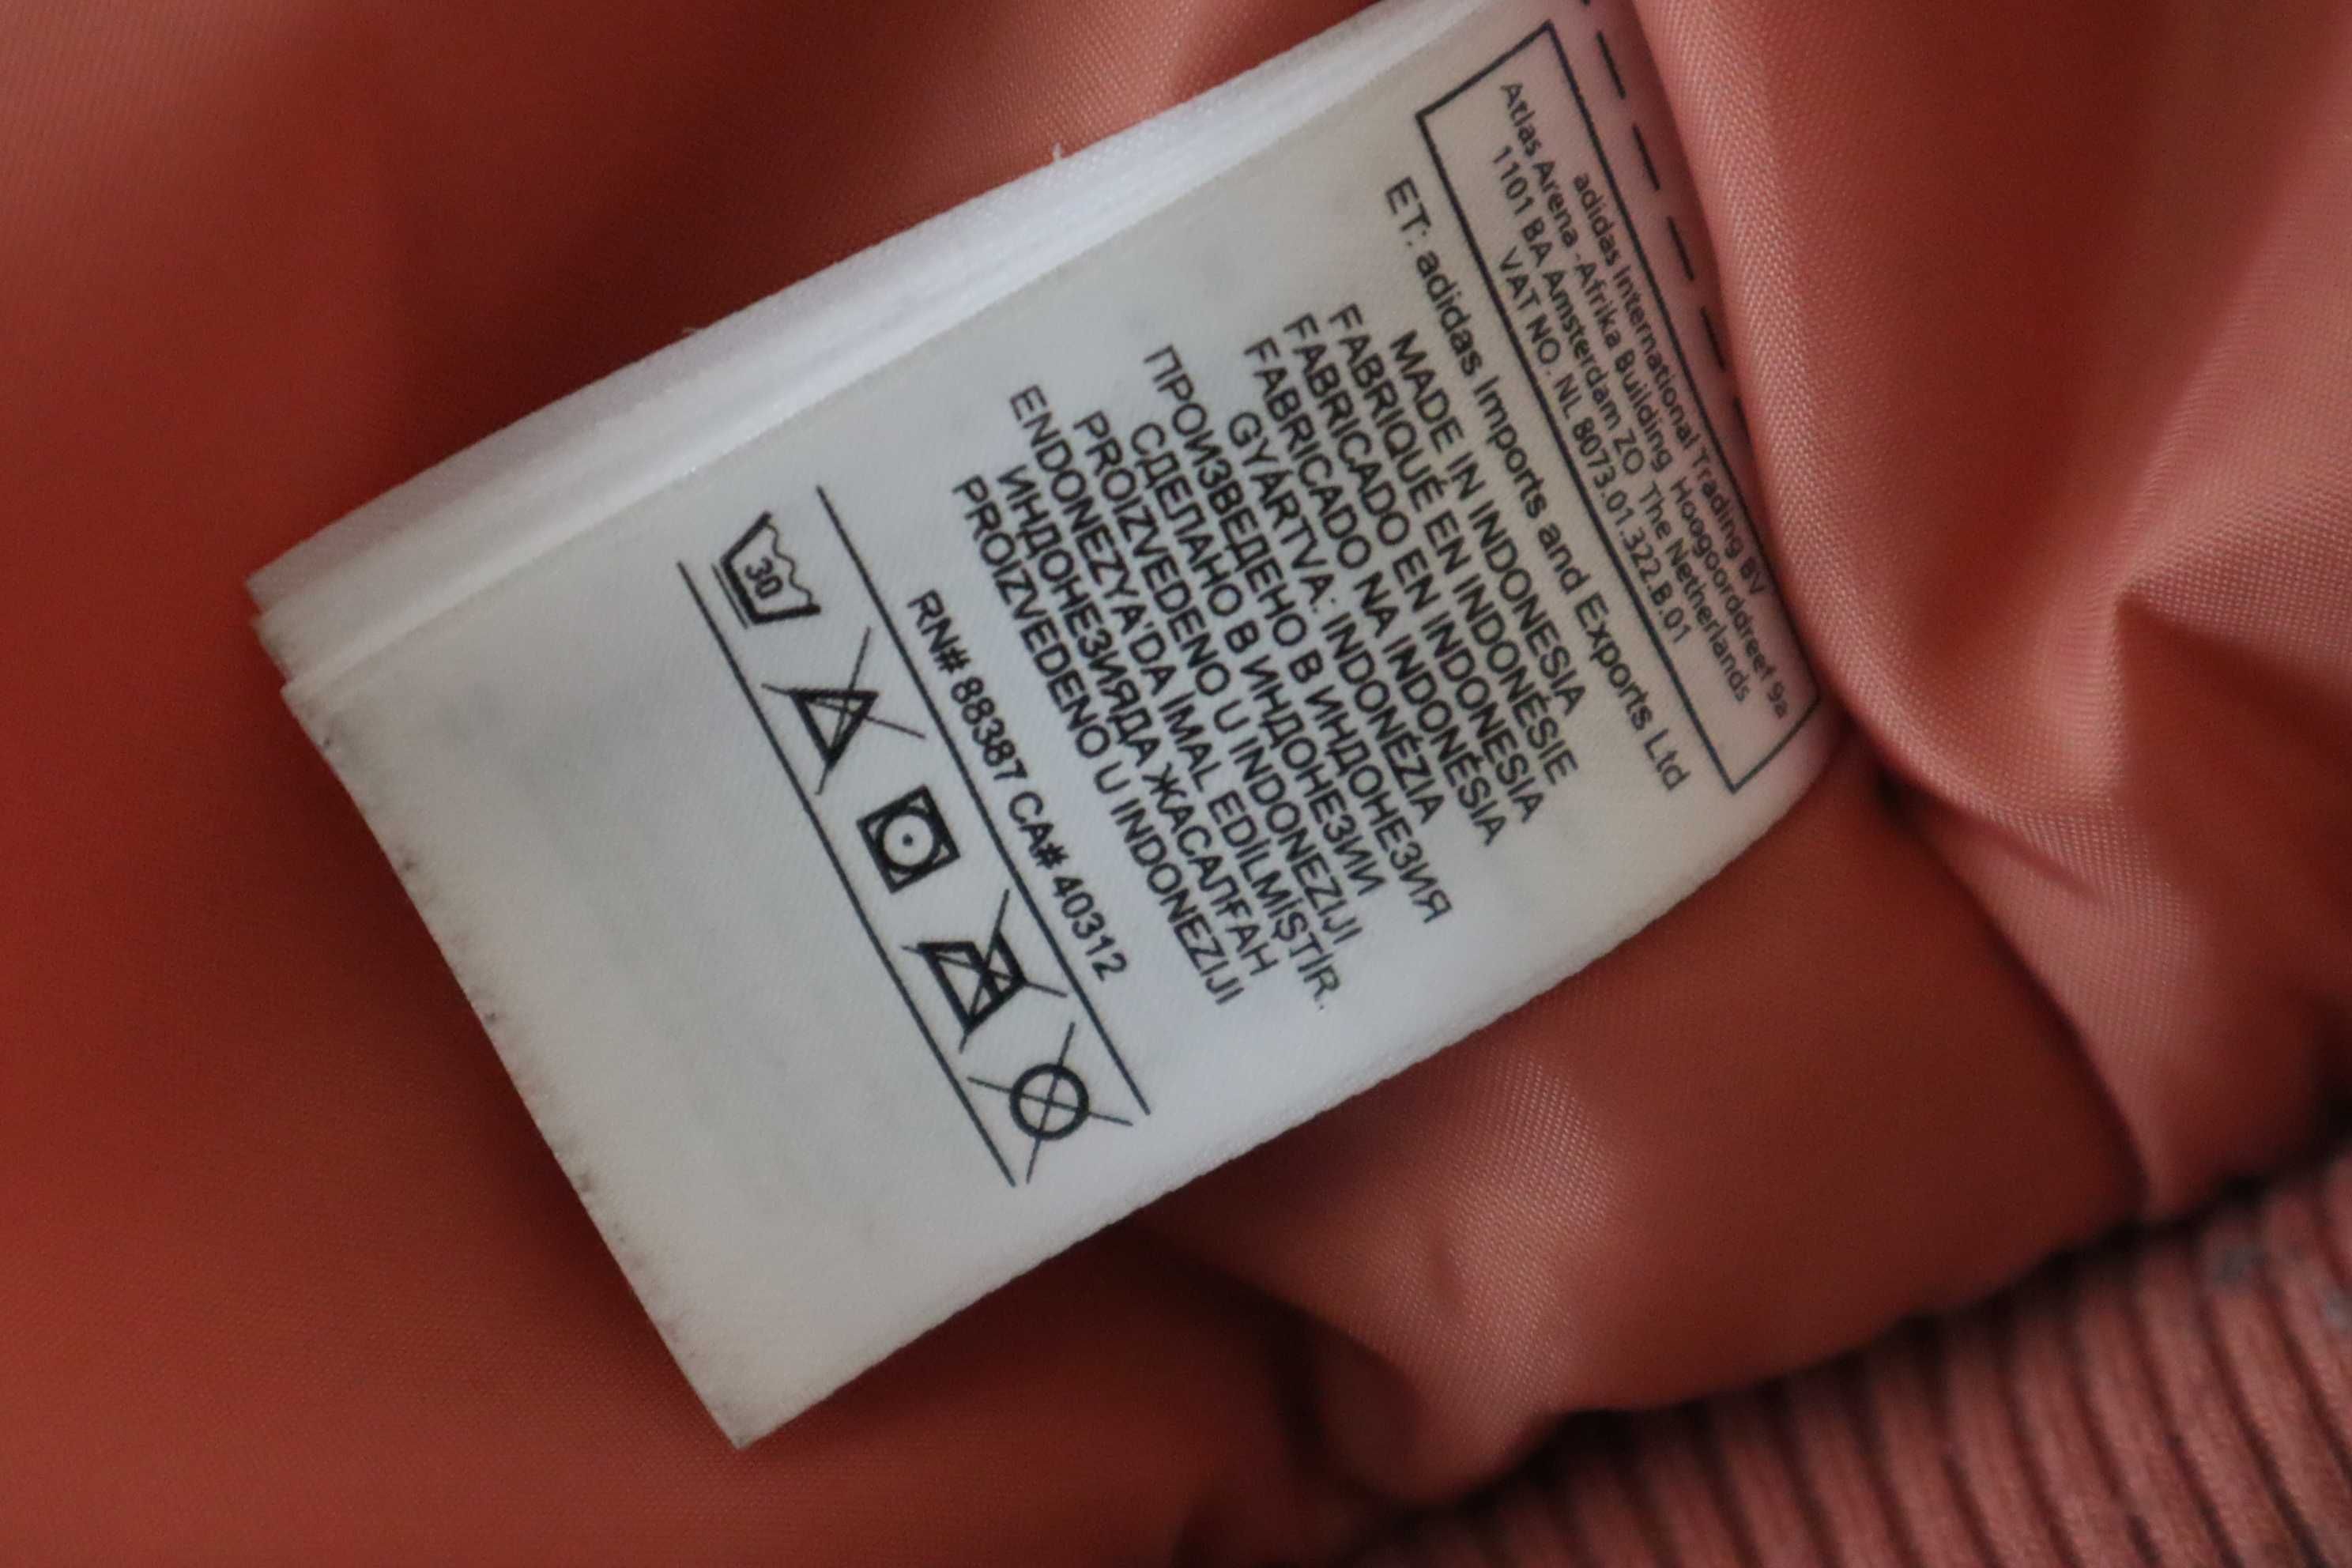 adidas International Trading BV
Atlas Arena -Afrika Building Hoogoorddreef 9a
1101 BA Amsterdam ZO The Netherlands
VAT NO. NL 8073.01.322.B.01
ET: adidas Imports and Exports Ltd
MADE IN INDONESIA
FABRIQUÉ EN INDONÉSIE
FABRICADO EN INDONESIA
FABRICADO NA INDONÉSIA
GYÁRTVA: INDONÉZIA
ПРОИЗВЕДЕНО В ИНДОНЕЗИЯ
СДЕЛАНО В ИНДОНЕЗИИ
PROIZVEDENO U INDONEZIJI.
ENDONEZYA'DA IMAL EDİLMİŞTİR.
ИНДОНЕЗИЯДА ЖАСАЛҒАН
PROIZVEDENO U INDONEZIJI
RN# 88387 CA# 40312
30